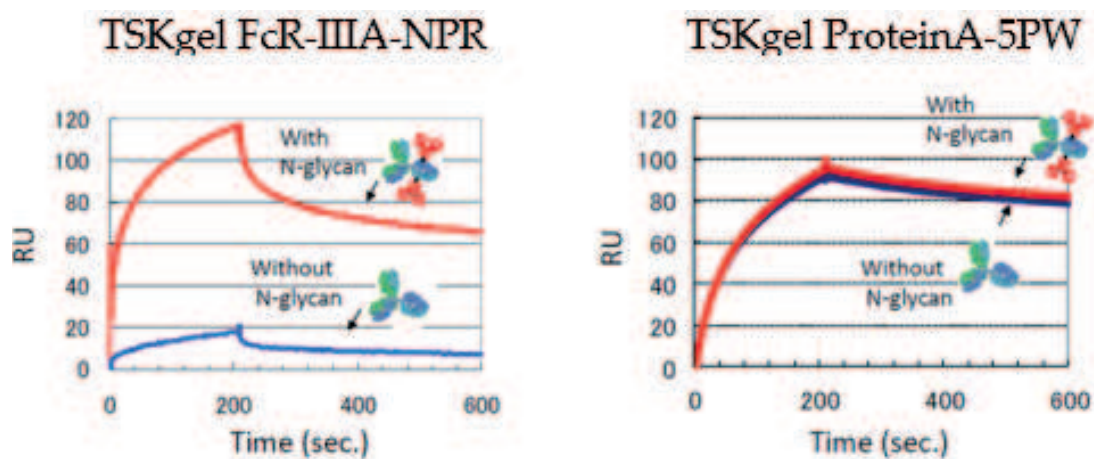 TSKgel FcR-IIIA-NPR
120
100
80
60
40
20
0
RU
With
N-glycan
Without
N-glycan
0
200
400
600
Time (sec.)
TSKgel ProteinA-5PW
120
100
80
60
40
20
0
RU
With
N-glycan
Without
N-glycan
0
200
400
600
Time (sec.)